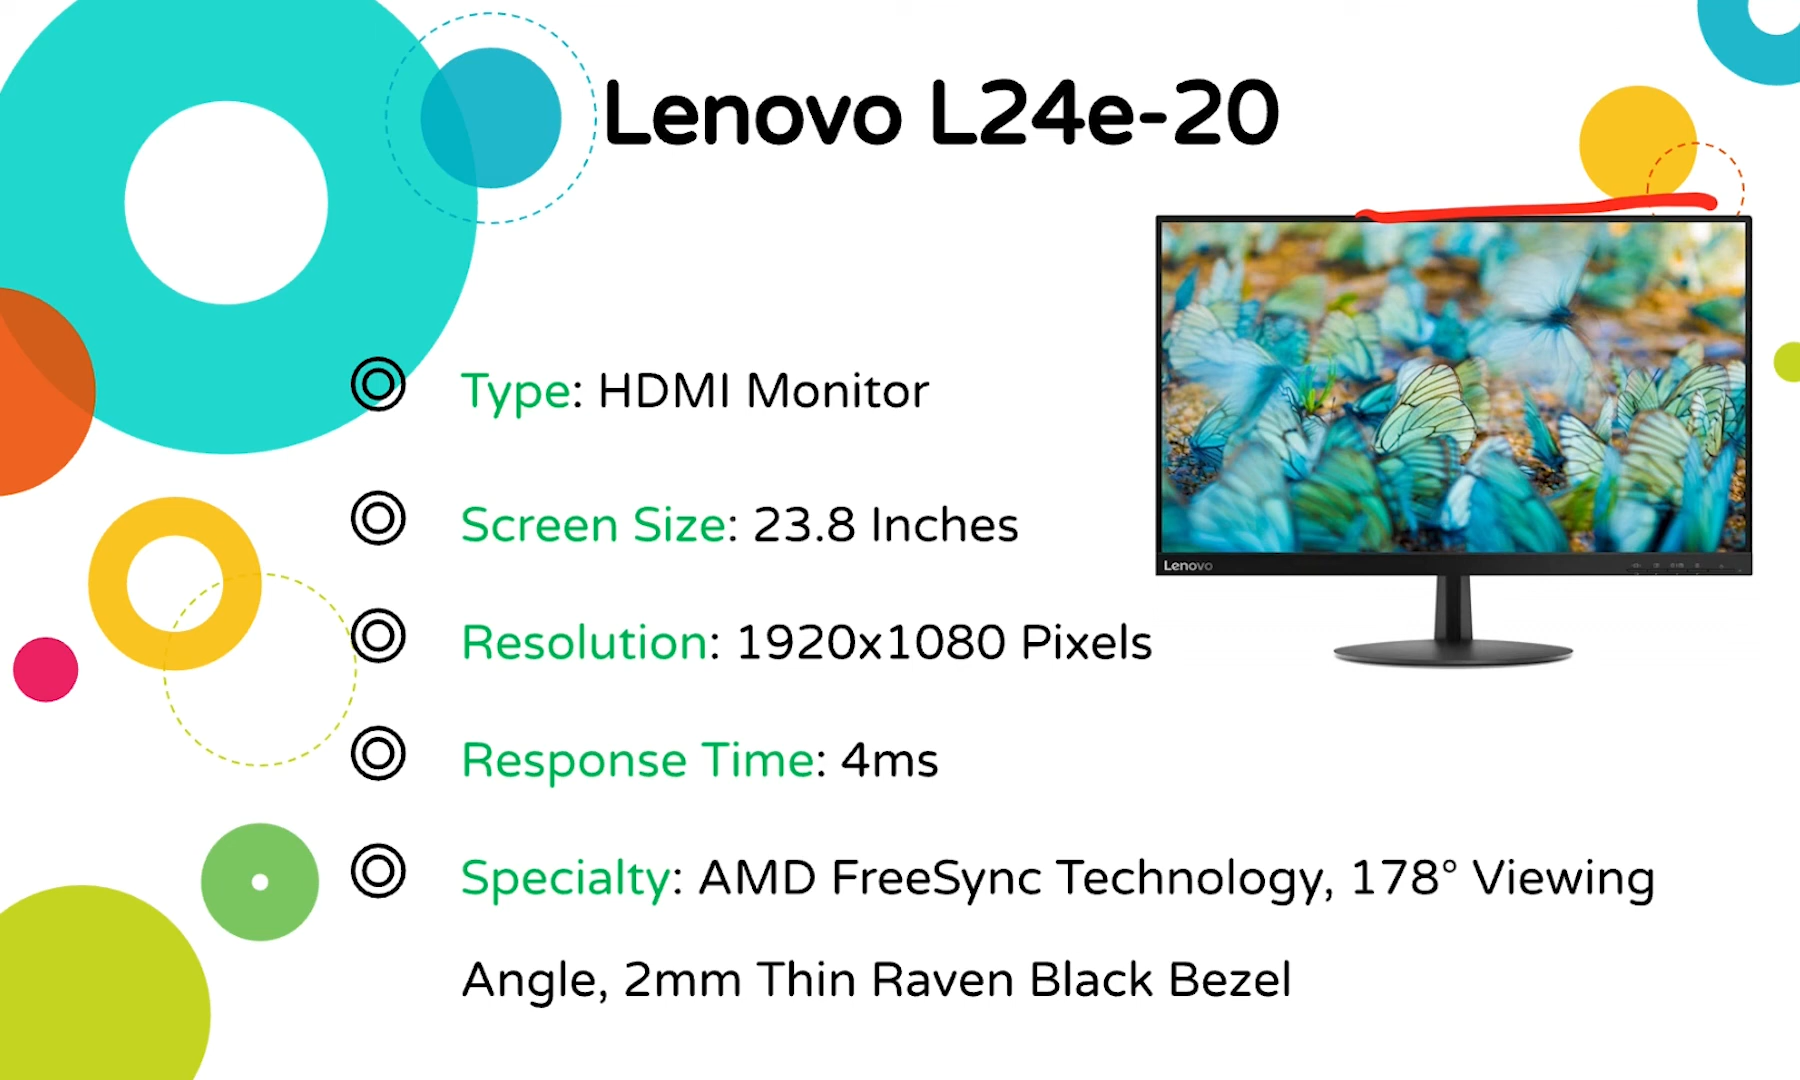 Lenovo L24e-20
Type: HDMI Monitor
Screen Size: 23.8 Inches
Resolution: 1920x1080 Pixels
Response Time: 4ms
Specialty: AMD FreeSync Technology, 178° Viewing
Angle, 2mm Thin Raven Black Bezel
Lenovo